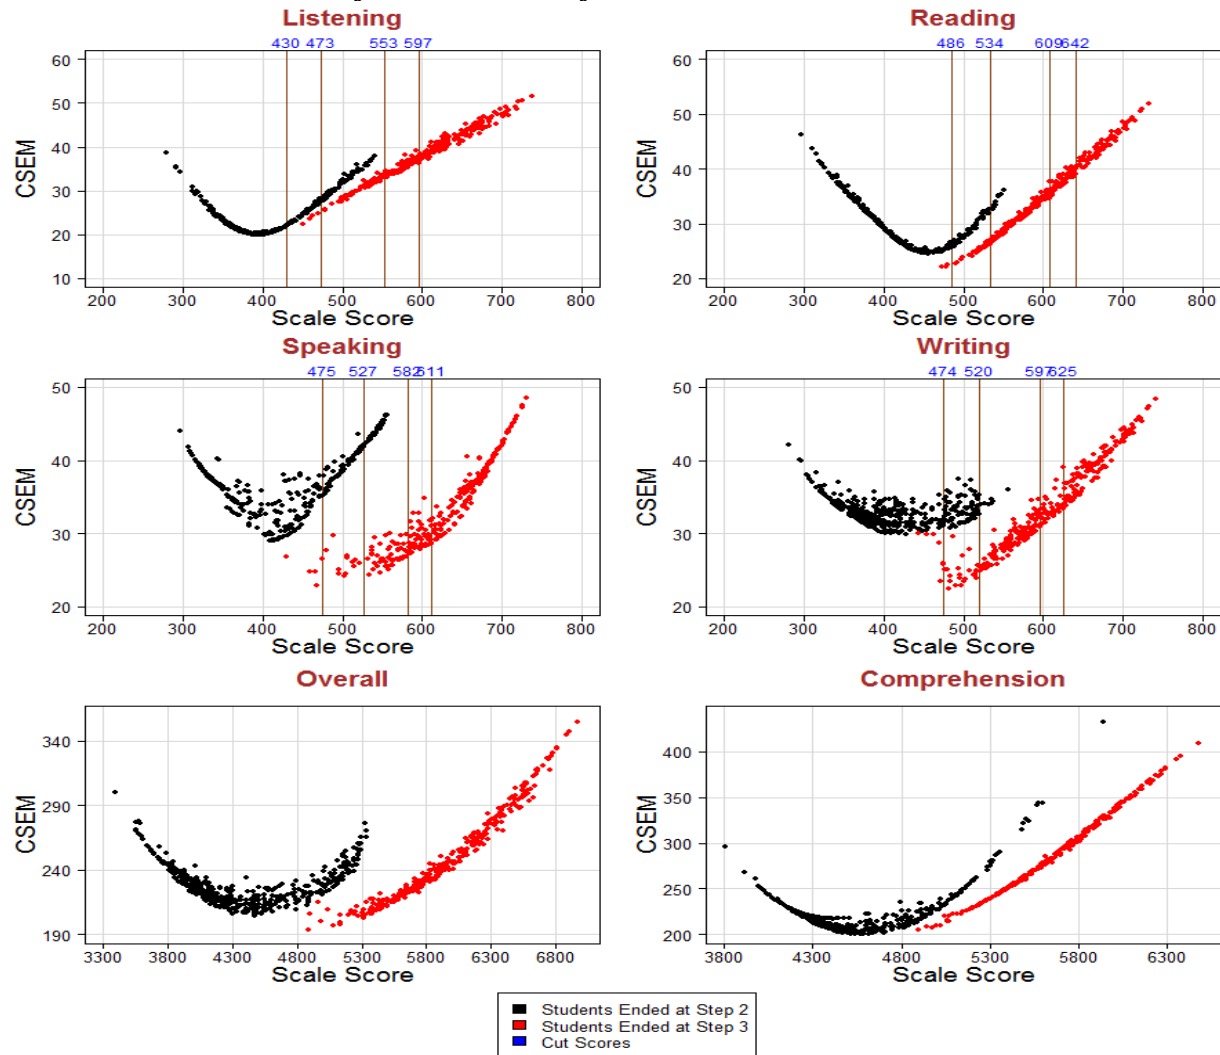 Listening
430 473 553 597
CSEM
60
50
40
30
20
10
200 300 400 500 600 700 800
Scale Score
Reading
486 534 609 642
CSEM
60
50
40
30
20
200 300 400 500 600 700 800
Scale Score
Speaking
475 527 582 611
CSEM
50
40
30
20
200 300 400 500 600 700 800
Scale Score
Writing
474 520 597 625
CSEM
50
40
30
20
200 300 400 500 600 700 800
Scale Score
Overall
CSEM
340
290
240
190
3300 3800 4300 4800 5300 5800 6300 6800
Scale Score
Comprehension
CSEM
400
350
300
250
200
3800 4300 4800 5300 5800 6300
Scale Score
Students Ended at Step 2
Students Ended at Step 3
Cut Scores